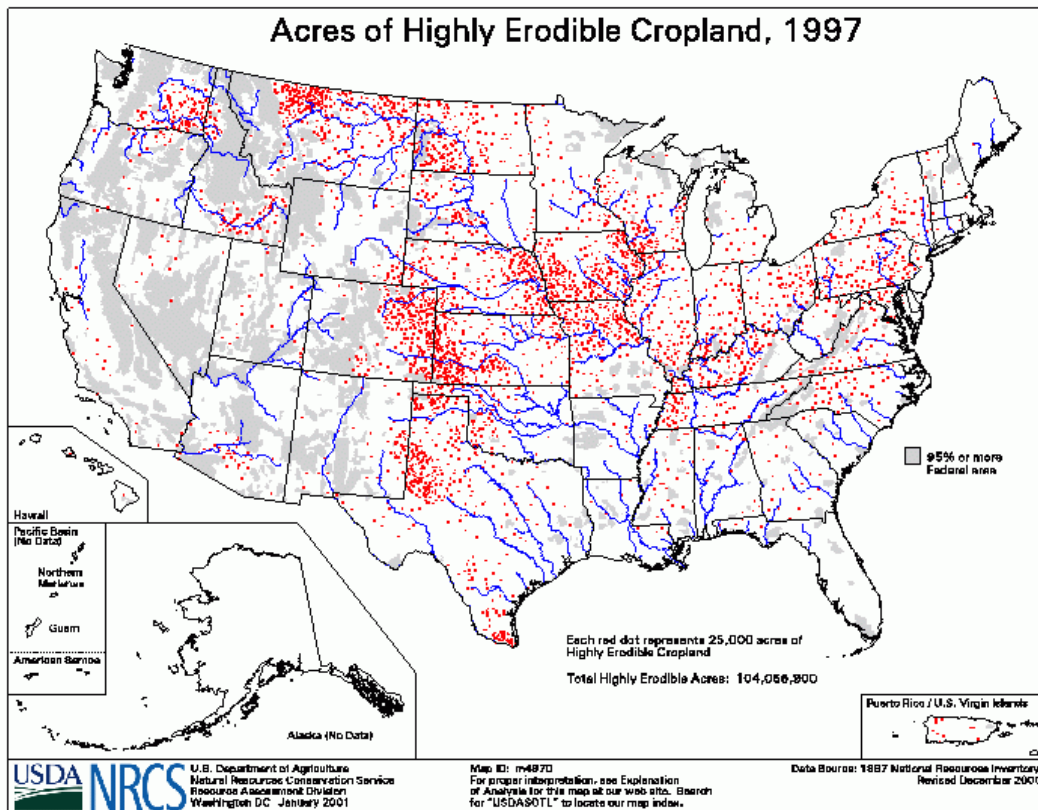 Acres of Highly Erodible Cropland, 1997
95% or more
Federal area
Hawaii
Pacific Basin
(No Data)
Northern
Marianas
Guam
American Samoa
Alaska (No Data)
Each red dot represents 25,000 acres of
Highly Erodible Cropland
Total Highly Erodible Acres:
Puerto Rico / U.S. Virgin Islands
USDA
NRCS
U.S. Department of Agriculture
Natural Resources Conservation Service
Resource Assessment Division
Washington DC January 2001
Map ID: m4970
For proper interpretation, see Explanation
of Analysis for this map at our web site. Search
for "USDASOTL" to locate our map index.
Data Source: 1997 National Resources Inventory
Revised December 2000